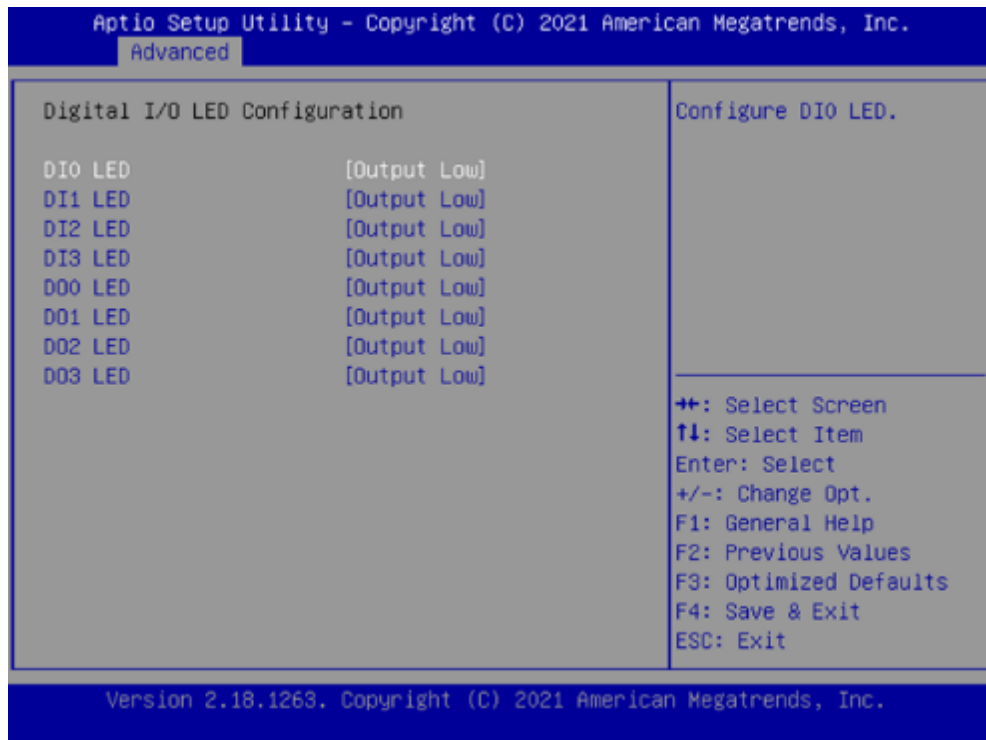 Aptio Setup Utility – Copyright (C) 2021 American Megatrends, Inc.
Advanced
Digital I/O LED Configuration
DI0 LED [Output Low]
DI1 LED [Output Low]
DI2 LED [Output Low]
DI3 LED [Output Low]
DO0 LED [Output Low]
DO1 LED [Output Low]
DO2 LED [Output Low]
DO3 LED [Output Low]
Configure DIO LED.
→←: Select Screen
↑↓: Select Item
Enter: Select
+/-: Change Opt.
F1: General Help
F2: Previous Values
F3: Optimized Defaults
F4: Save & Exit
ESC: Exit
Version 2.18.1263. Copyright (C) 2021 American Megatrends, Inc.